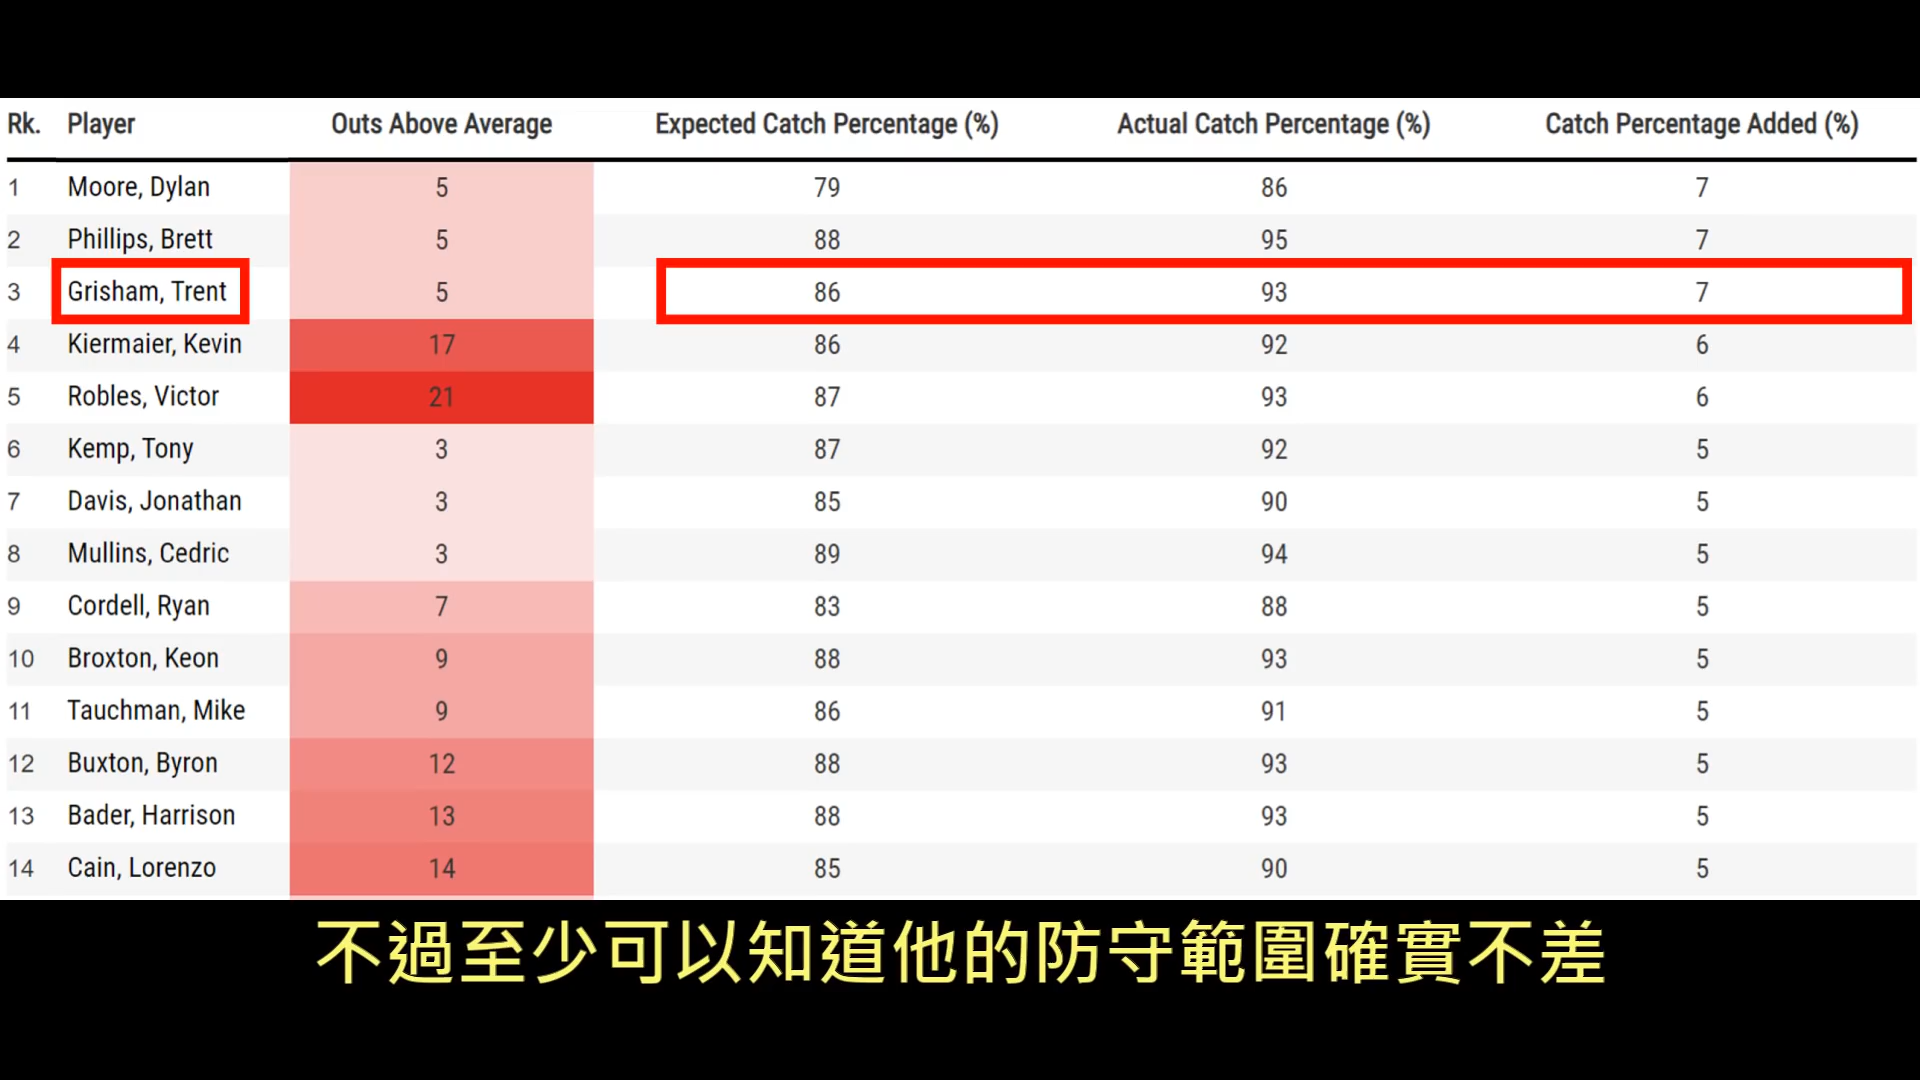 Rk. Player Outs Above Average Expected Catch Percentage (%) Actual Catch Percentage (%) Catch Percentage Added (%)
1 Moore, Dylan 5 79 86 7
2 Phillips, Brett 5 88 95 7
3 Grisham, Trent 5 86 93 7
4 Kiermaier, Kevin 17 86 92 6
5 Robles, Victor 21 87 93 6
6 Kemp, Tony 3 87 92 5
7 Davis, Jonathan 3 85 90 5
8 Mullins, Cedric 3 89 94 5
9 Cordell, Ryan 7 83 88 5
10 Broxton, Keon 9 88 93 5
11 Tauchman, Mike 9 86 91 5
12 Buxton, Byron 12 88 93 5
13 Bader, Harrison 13 88 93 5
14 Cain, Lorenzo 14 85 90 5
不過至少可以知道他的防守範圍確實不差